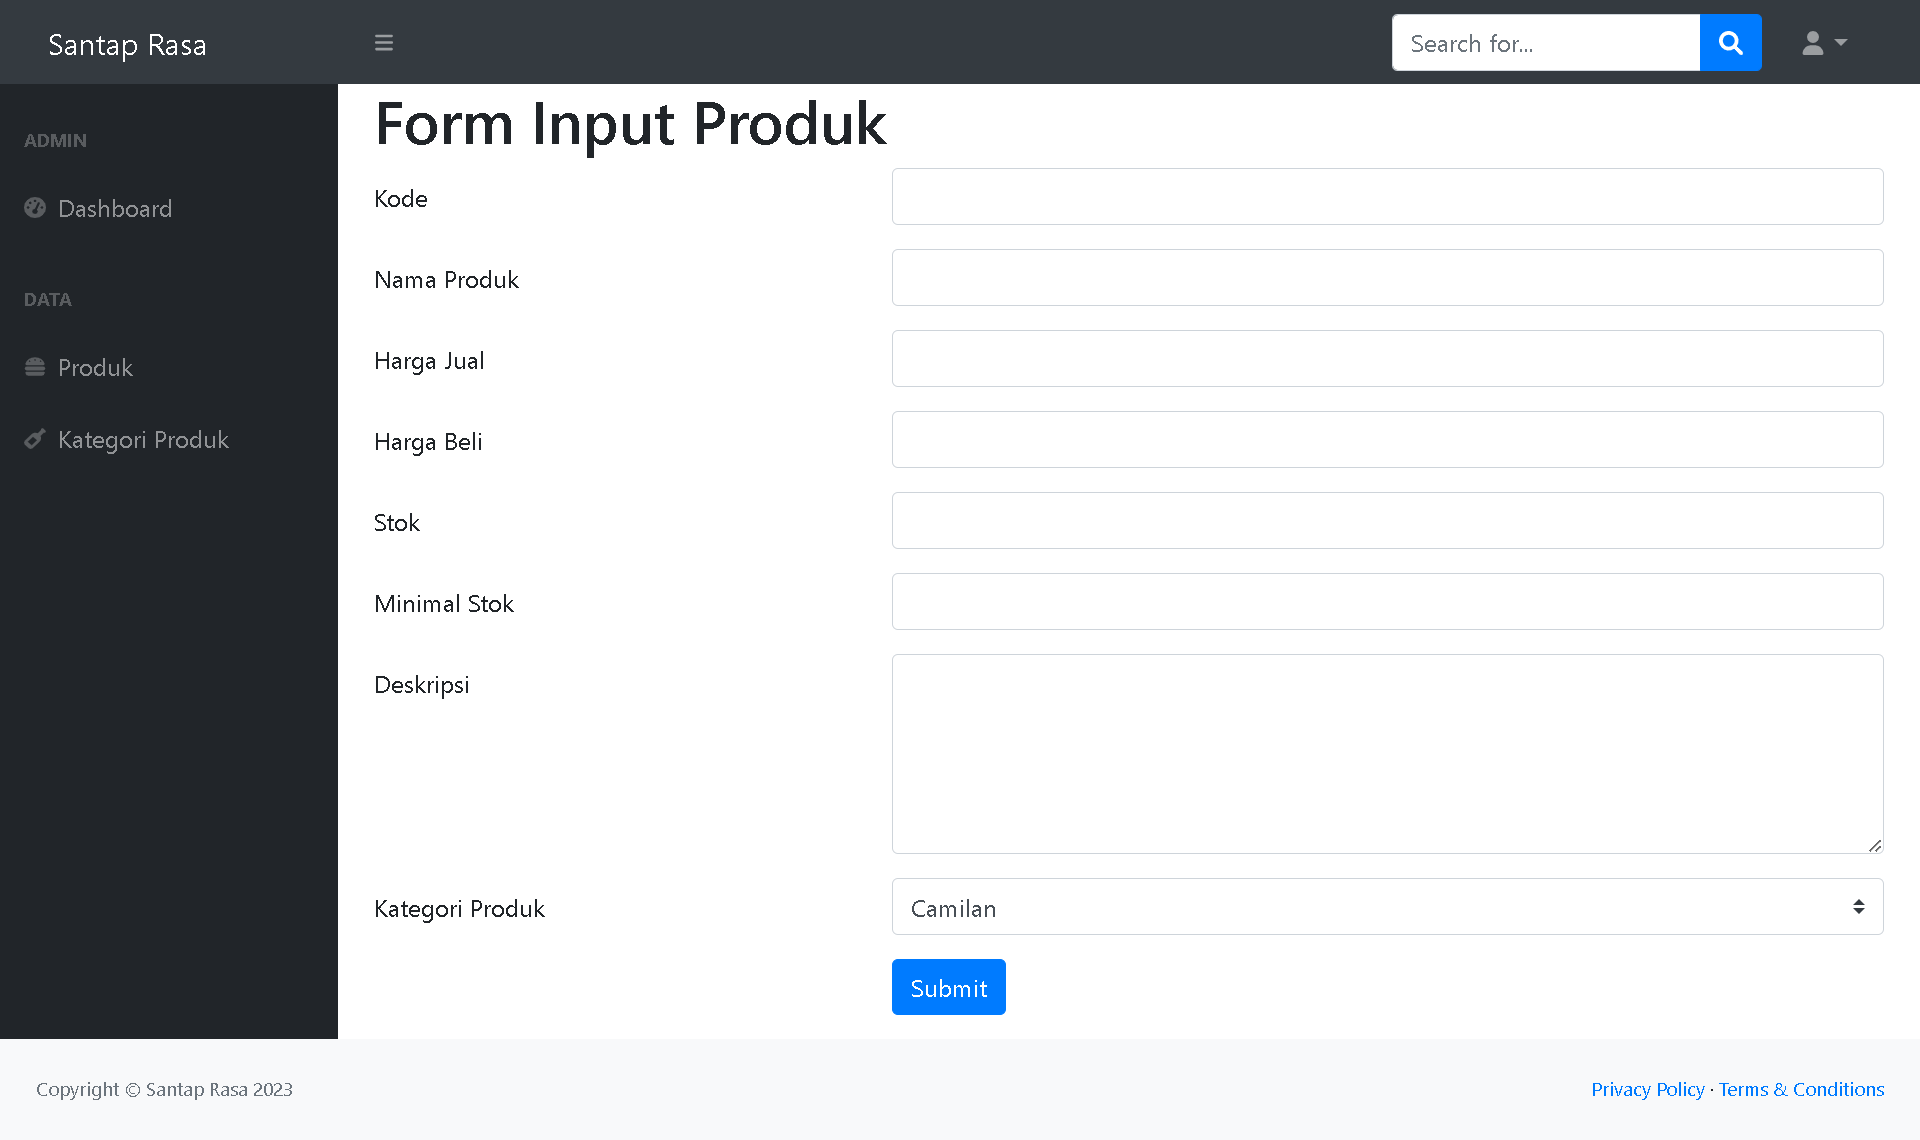 Santap Rasa
Search for...
ADMIN
Dashboard
DATA
Produk
Kategori Produk
Form Input Produk
Kode
Nama Produk
Harga Jual
Harga Beli
Stok
Minimal Stok
Deskripsi
Kategori Produk
Camilan
Submit
Copyright © Santap Rasa 2023
Privacy Policy · Terms & Conditions